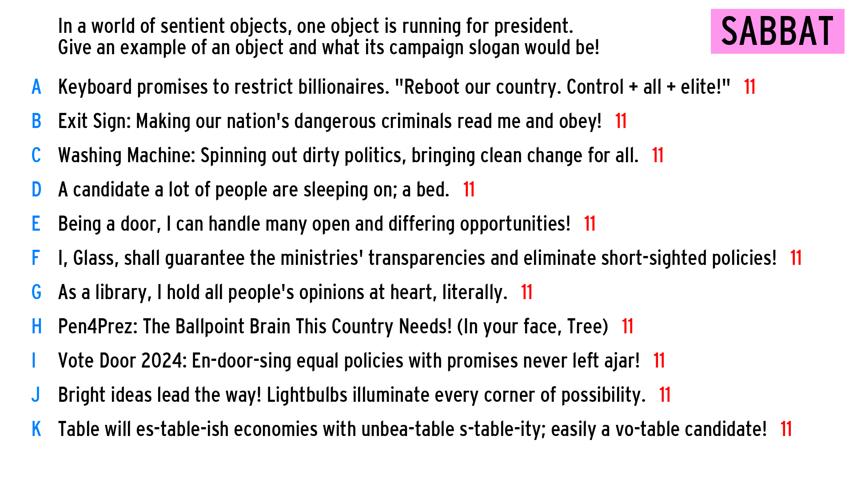 In a world of sentient objects, one object is running for president.
Give an example of an object and what its campaign slogan would be!
SABBAT
A Keyboard promises to restrict billionaires. "Reboot our country. Control + all + elite!" 11
B Exit Sign: Making our nation's dangerous criminals read me and obey! 11
C Washing Machine: Spinning out dirty politics, bringing clean change for all. 11
D A candidate a lot of people are sleeping on; a bed. 11
E Being a door, I can handle many open and differing opportunities! 11
F I, Glass, shall guarantee the ministries' transparencies and eliminate short-sighted policies! 11
G As a library, I hold all people's opinions at heart, literally. 11
H Pen4Prez: The Ballpoint Brain This Country Needs! (In your face, Tree) 11
I Vote Door 2024: En-door-sing equal policies with promises never left ajar! 11
J Bright ideas lead the way! Lightbulbs illuminate every corner of possibility. 11
K Table will es-table-ish economies with unbea-table s-table-ity; easily a vo-table candidate! 11